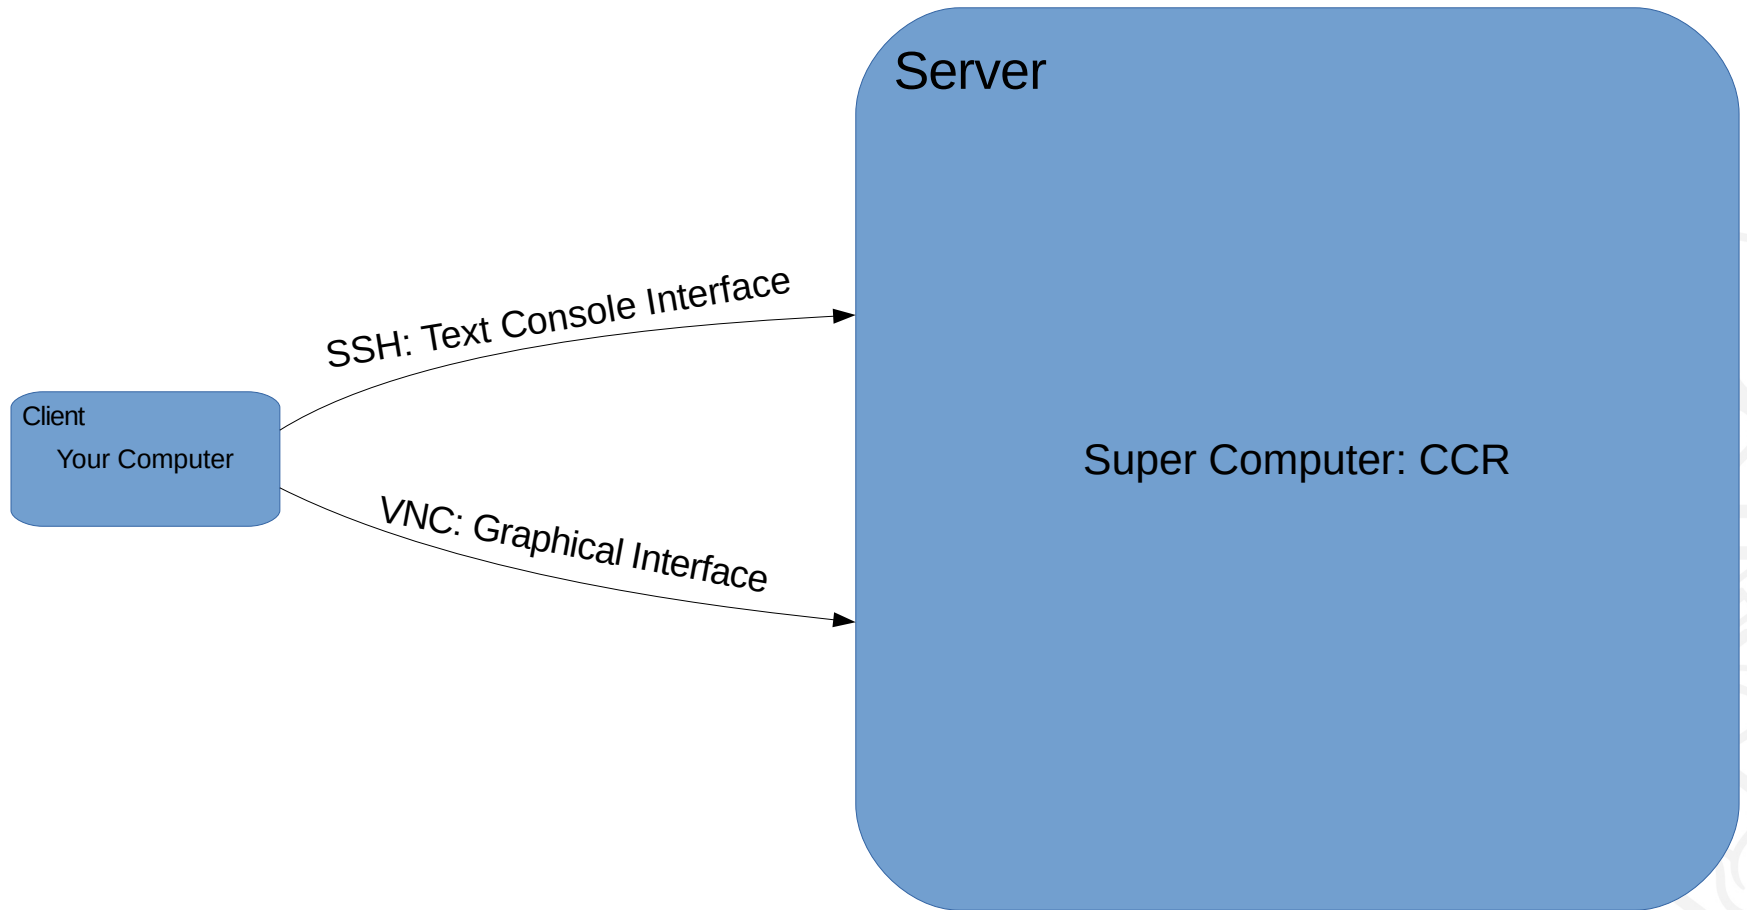 Server
SSH: Text Console Interface
Client
Your Computer
Super Computer: CCR
VNC: Graphical Interface